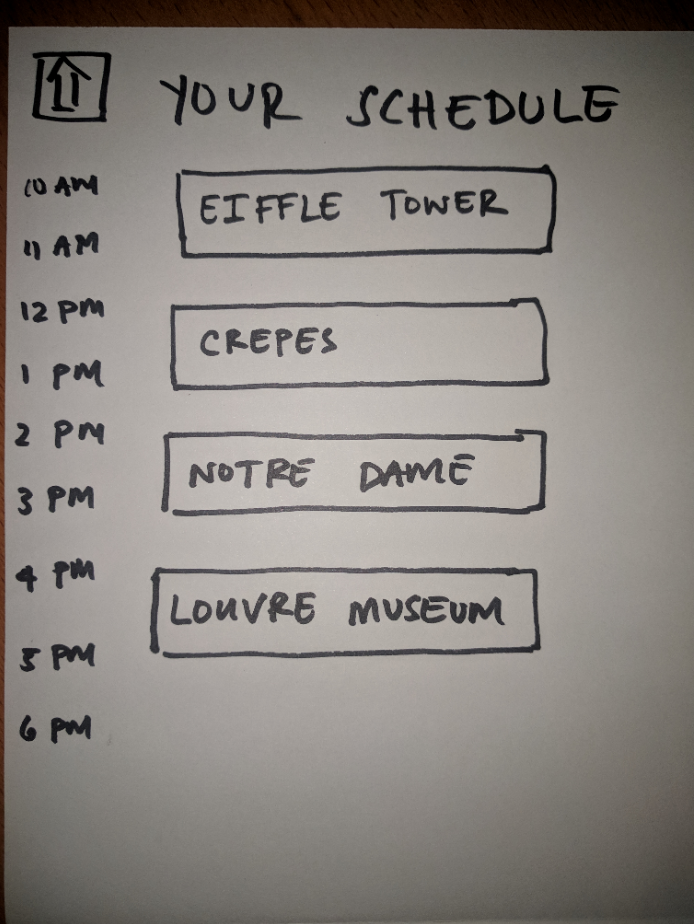 YOUR SCHEDULE
10 AM
EIFFLE TOWER
11 AM
12 PM
CREPES
1 PM
2 PM
NOTRE DAME
3 PM
4 PM
LOUVRE MUSEUM
5 PM
6 PM